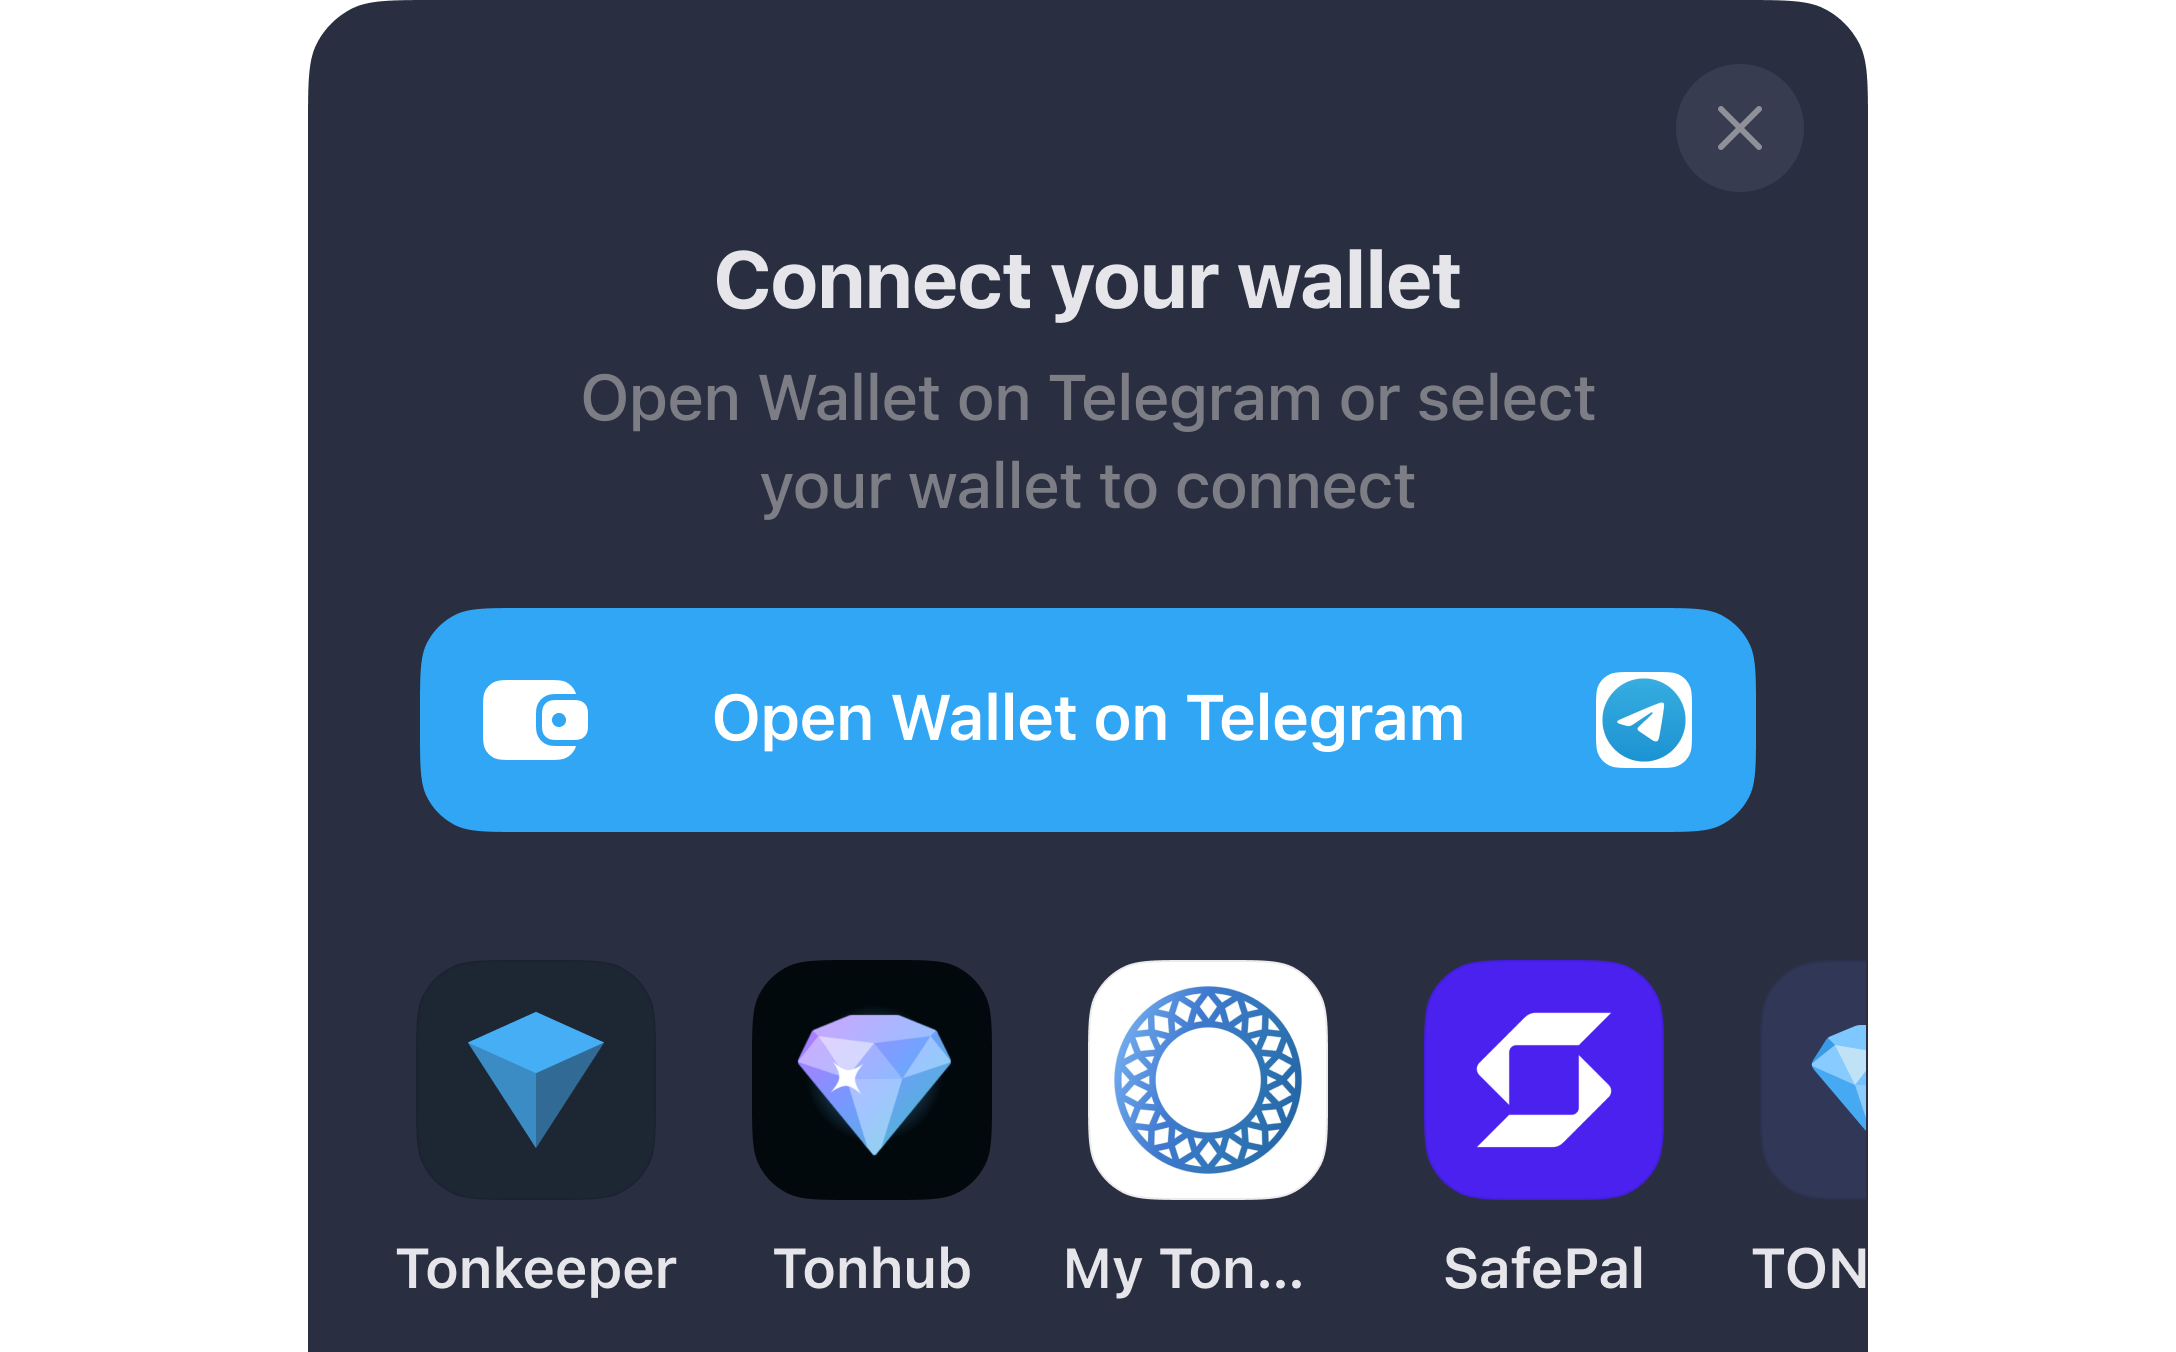 Connect your wallet
Open Wallet on Telegram or select
your wallet to connect
Open Wallet on Telegram
Tonkeeper
Tonhub
My Ton...
SafePal
TON